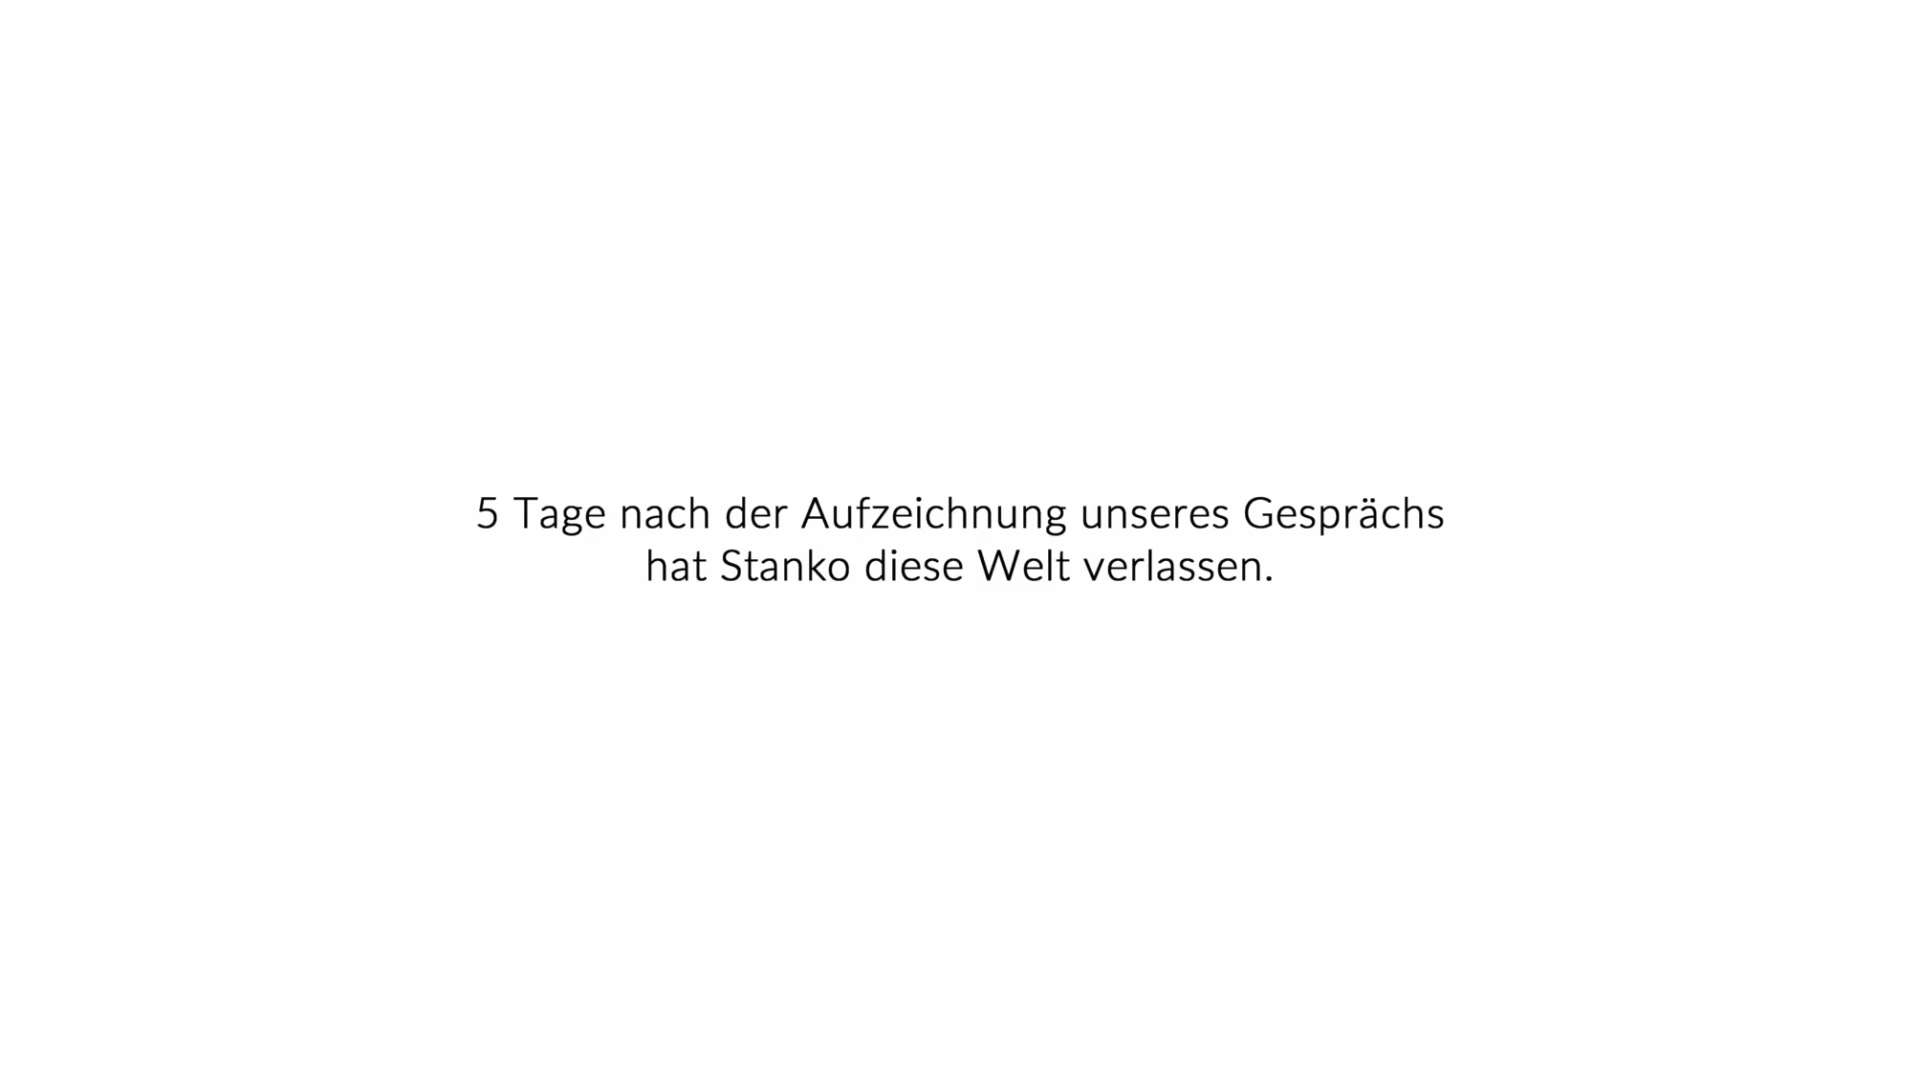 5 Tage nach der Aufzeichnung unseres Gesprächs
hat Stanko diese Welt verlassen.